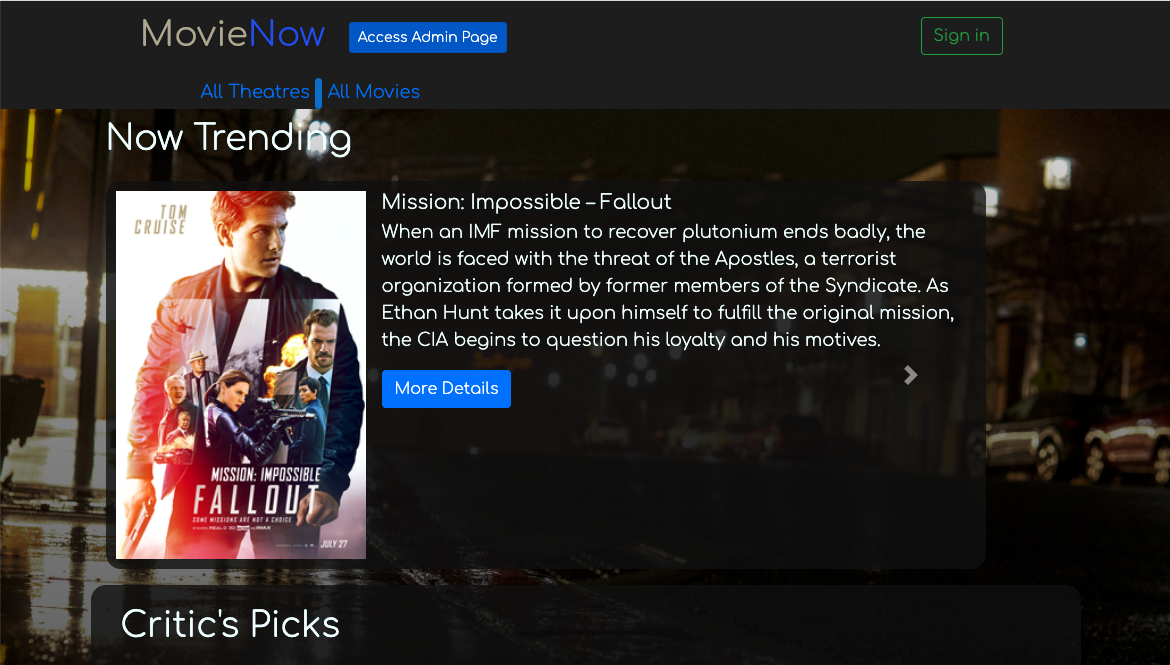 MovieNow
Access Admin Page
Sign in
All Theatres
All Movies
Now Trending
TOM
CRUISE
MISSION: IMPOSSIBLE
FALLOUT
SOME MISSIONS ARE NOT A CHOICE
JULY 27
Mission: Impossible – Fallout
When an IMF mission to recover plutonium ends badly, the
world is faced with the threat of the Apostles, a terrorist
organization formed by former members of the Syndicate. As
Ethan Hunt takes it upon himself to fulfill the original mission,
the CIA begins to question his loyalty and his motives.
More Details
Critic's Picks